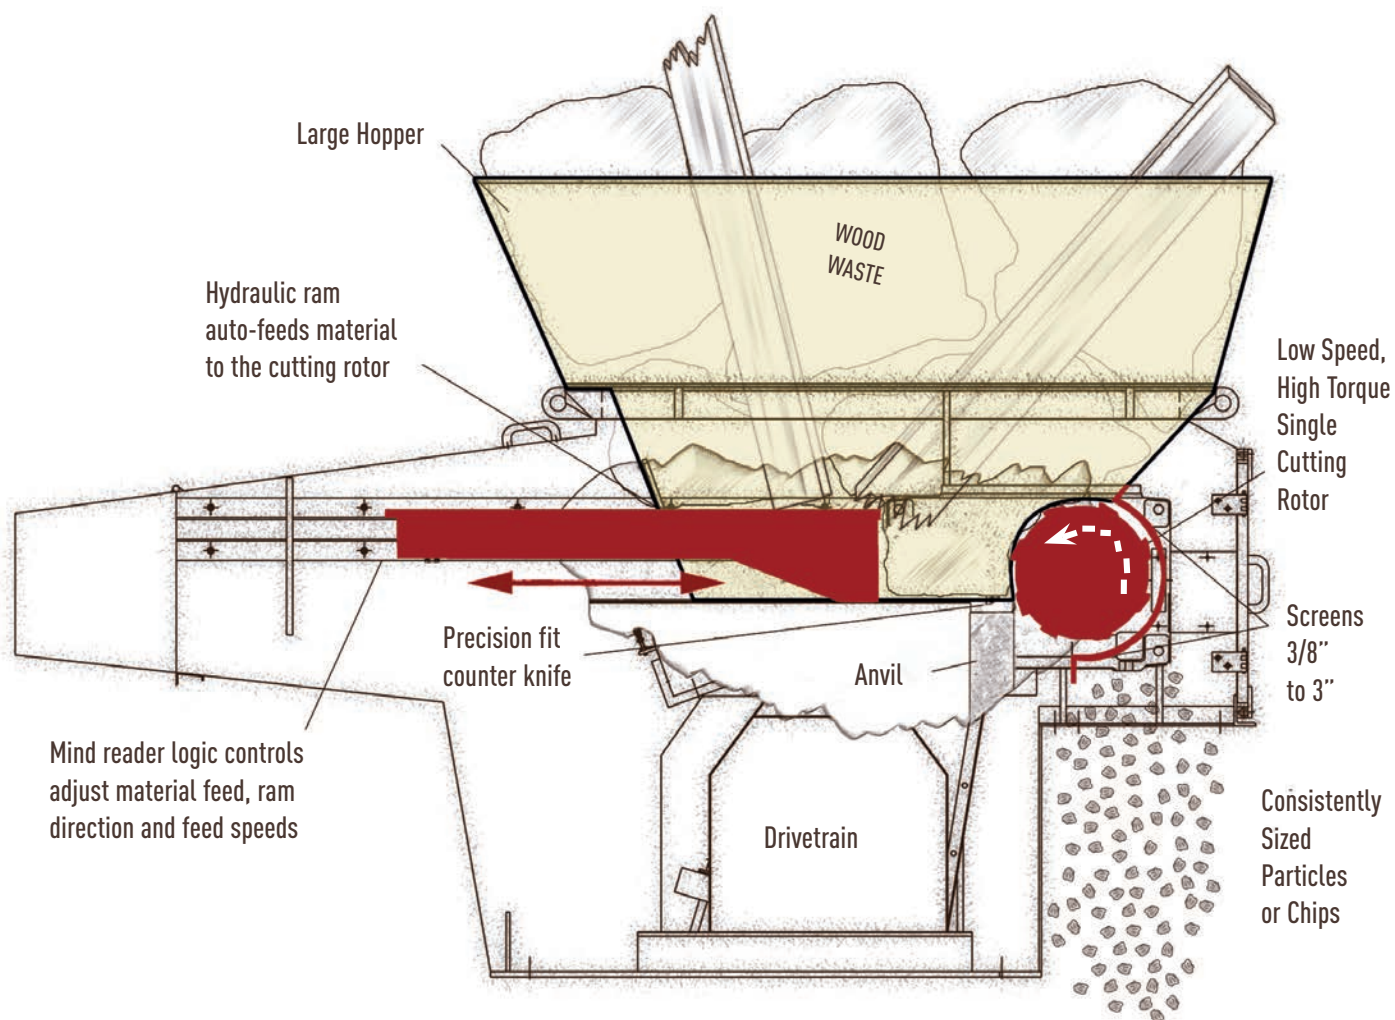 Large Hopper
WOOD
WASTE
Hydraulic ram
auto-feeds material
to the cutting rotor
Low Speed,
High Torque
Single
Cutting
Rotor
Precision fit
counter knife
Anvil
Screens
3/8”
to 3”
Mind reader logic controls
adjust material feed, ram
direction and feed speeds
Drivetrain
Consistently
Sized
Particles
or Chips